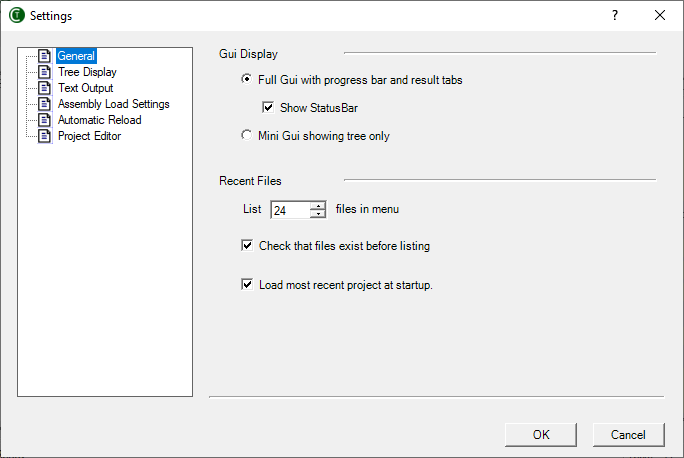 Settings
?
General
Tree Display
Text Output
Assembly Load Settings
Automatic Reload
Project Editor
Gui Display
Full Gui with progress bar and result tabs
Show StatusBar
Mini Gui showing tree only
Recent Files
List 24 files in menu
Check that files exist before listing
Load most recent project at startup.
OK Cancel